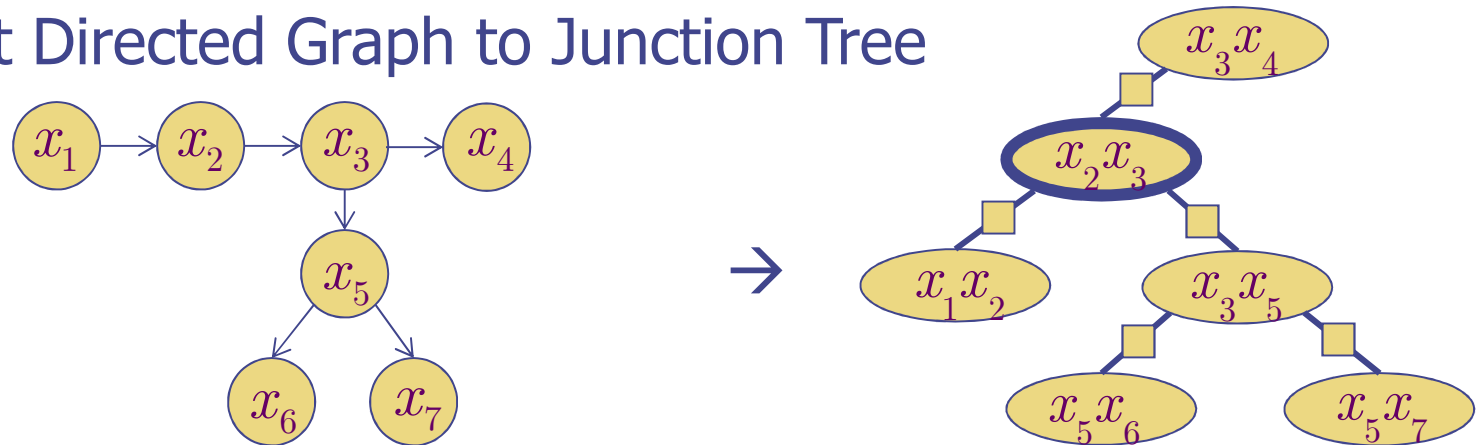 t Directed Graph to Junction Tree
x₁ x₂ x₃ x₄
x₅
x₆ x₇
→
x₃x₄
x₂x₃
x₁x₂ x₃x₅
x₅x₆ x₅x₇